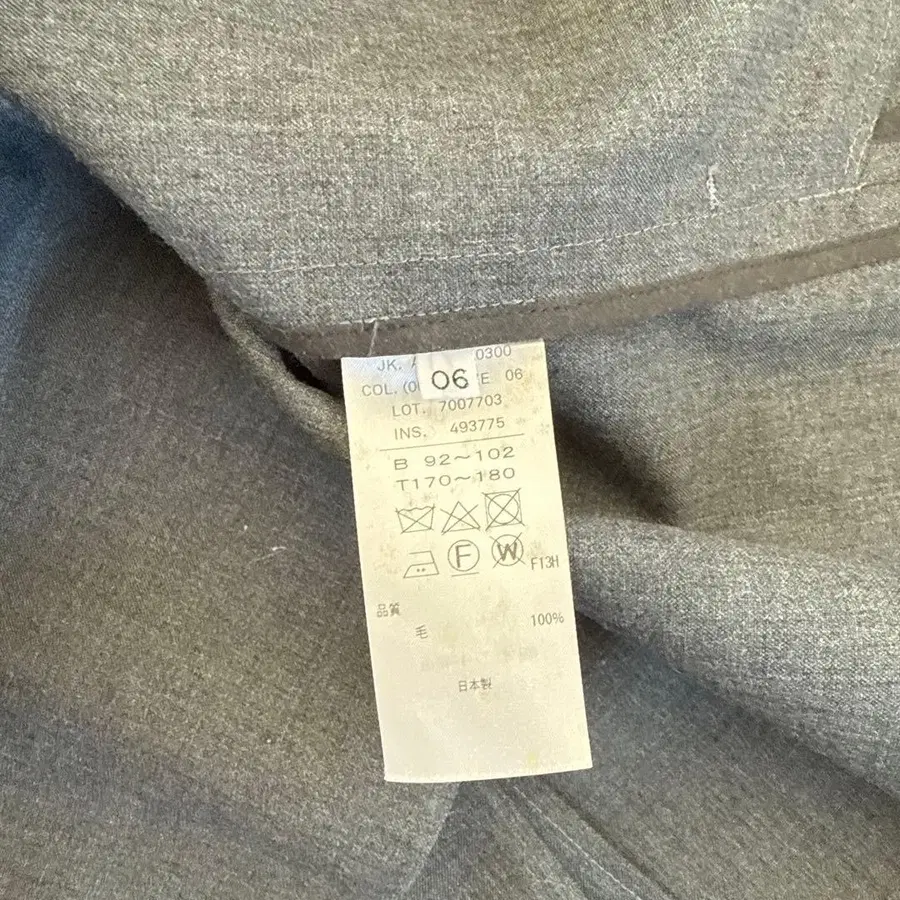 JK. 0300
COL. (0 06 E 06
LOT. 7007703
INS. 493775
B 92～102
T170～180
F W F13H
品質
毛 100%
日本製